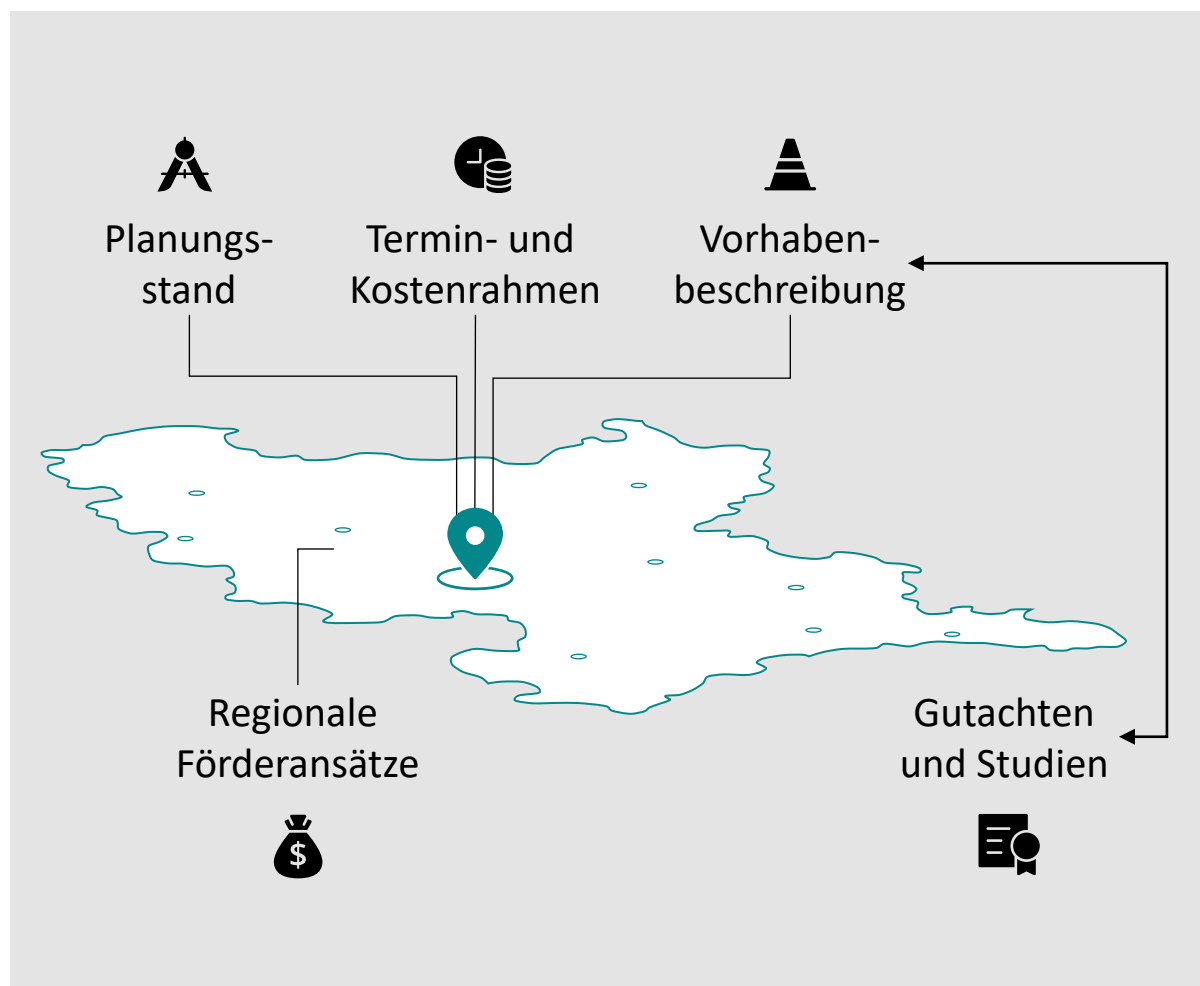 Planungs-
stand
Termin- und
Kostenrahmen
Vorhaben-
beschreibung
Regionale
Förderansätze
$
Gutachten
und Studien